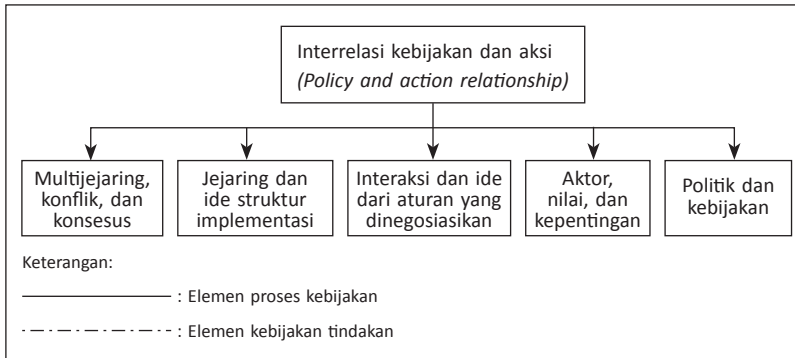 Interrelasi kebijakan dan aksi
(Policy and action relationship)
Multijejaring,
konflik, dan
konsesus
Jejaring dan
ide struktur
implementasi
Interaksi dan ide
dari aturan yang
dinegosiasikan
Aktor,
nilai, dan
kepentingan
Politik dan
kebijakan
Keterangan:
: Elemen proses kebijakan
: Elemen kebijakan tindakan